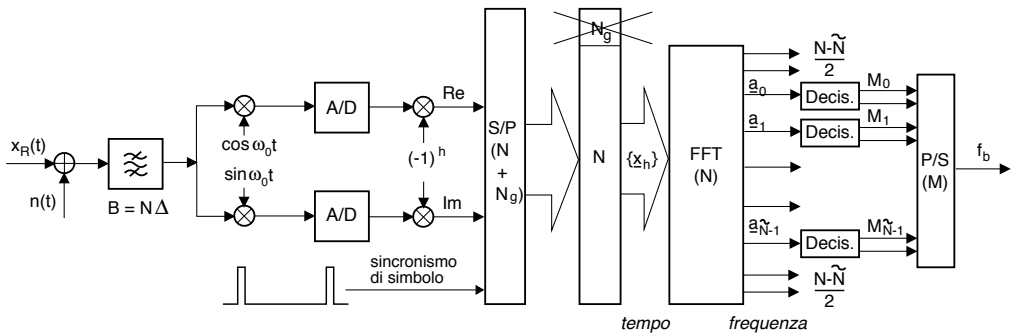 x_R(t)
n(t)
B = NΔ
cos ω₀t
sin ω₀t
A/D
A/D
(-1)^h
Re
Im
sincronismo
di simbolo
S/P
(N
+
N_g)
N_g
N
{x_h}
tempo
FFT
(N)
frequenza
N-Ñ
2
a_0
Decis.
M_0
a_1
Decis.
M_1
a_Ñ-1
Decis.
M_Ñ-1
N-Ñ
2
P/S
(M)
f_b